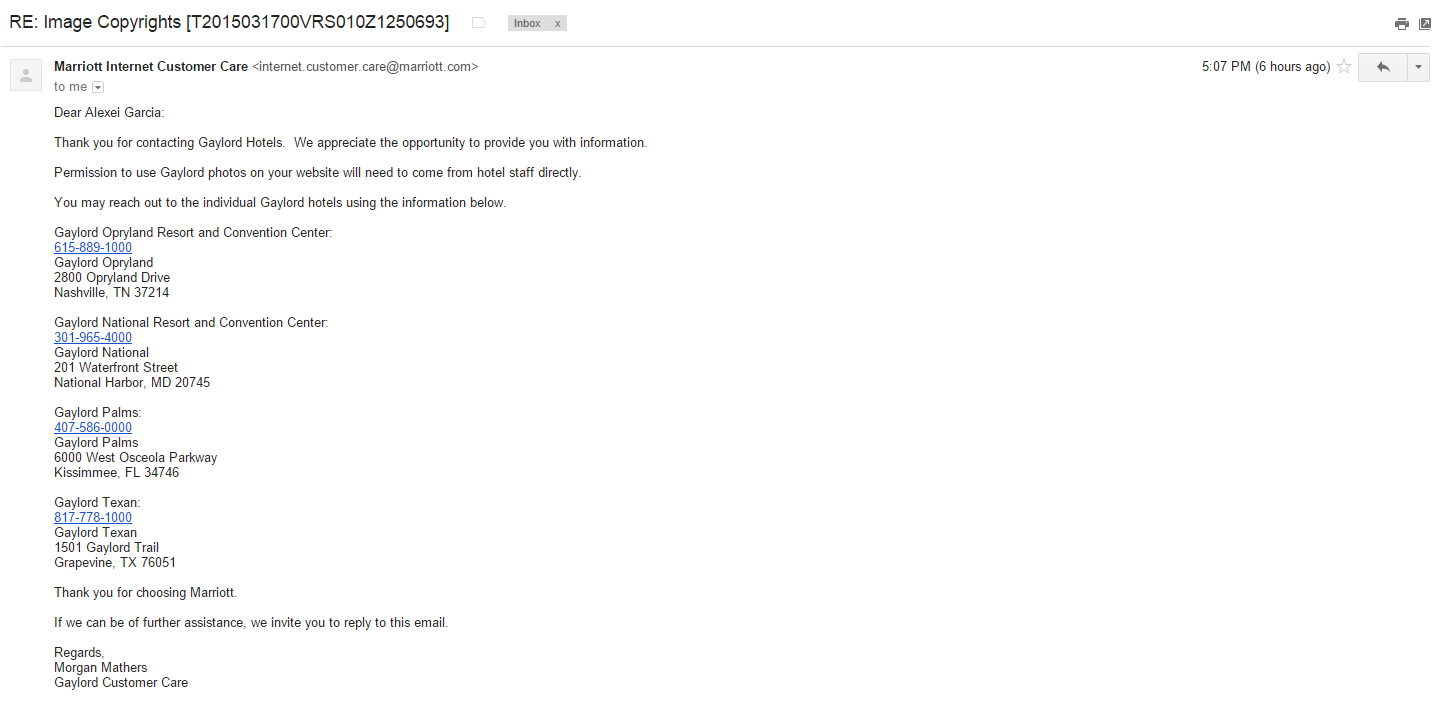 RE: Image Copyrights [T2015031700VRS010Z1250693]
Inbox x
Marriott Internet Customer Care <internet.customer.care@marriott.com>
5:07 PM (6 hours ago)
to me
Dear Alexei Garcia:
Thank you for contacting Gaylord Hotels.  We appreciate the opportunity to provide you with information.
Permission to use Gaylord photos on your website will need to come from hotel staff directly.
You may reach out to the individual Gaylord hotels using the information below.
Gaylord Opryland Resort and Convention Center:
615-889-1000
Gaylord Opryland
2800 Opryland Drive
Nashville, TN 37214
Gaylord National Resort and Convention Center:
301-965-4000
Gaylord National
201 Waterfront Street
National Harbor, MD 20745
Gaylord Palms:
407-586-0000
Gaylord Palms
6000 West Osceola Parkway
Kissimmee, FL 34746
Gaylord Texan:
817-778-1000
Gaylord Texan
1501 Gaylord Trail
Grapevine, TX 76051
Thank you for choosing Marriott.
If we can be of further assistance, we invite you to reply to this email.
Regards,
Morgan Mathers
Gaylord Customer Care